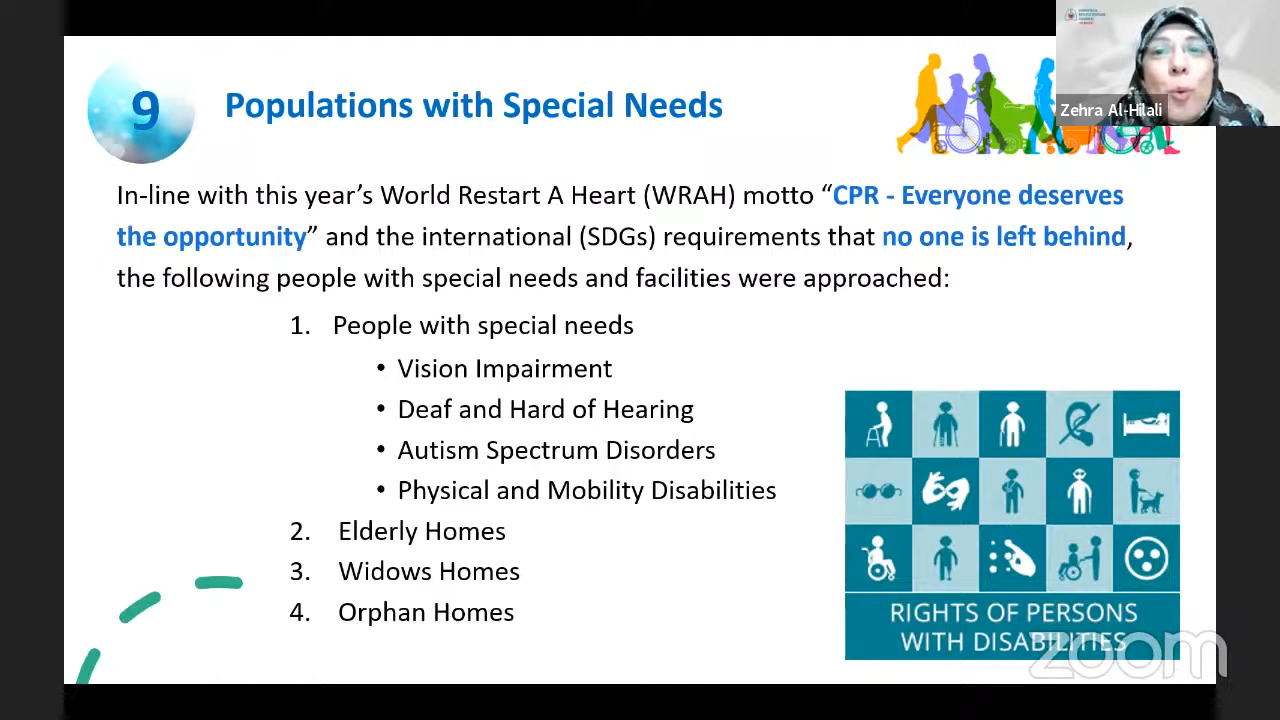 9
Populations with Special Needs
Zehra Al-Hilali
In-line with this year’s World Restart A Heart (WRAH) motto “CPR - Everyone deserves
the opportunity” and the international (SDGs) requirements that no one is left behind,
the following people with special needs and facilities were approached:
1. People with special needs
• Vision Impairment
• Deaf and Hard of Hearing
• Autism Spectrum Disorders
• Physical and Mobility Disabilities
2. Elderly Homes
3. Widows Homes
4. Orphan Homes
RIGHTS OF PERSONS
WITH DISABILITIES
zoom